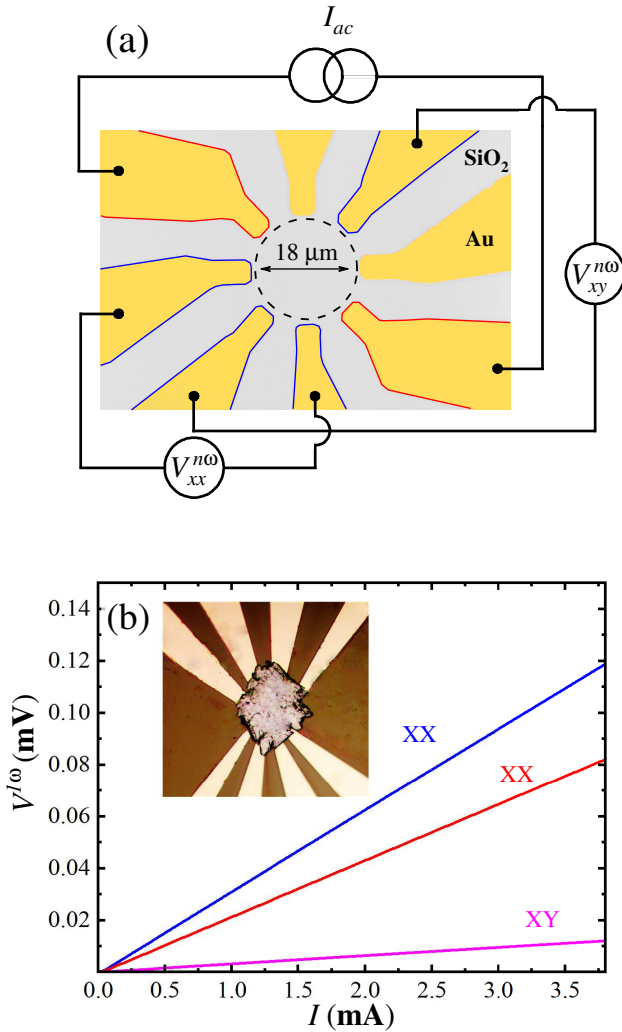 (a)
I_ac
SiO₂
Au
18 μm
V_xy^nω
V_xx^nω
(b)
0.14
0.12
0.10
0.08
0.06
0.04
0.02
V^1ω (mV)
XX
XX
XY
0.0 0.5 1.0 1.5 2.0 2.5 3.0 3.5
I (mA)